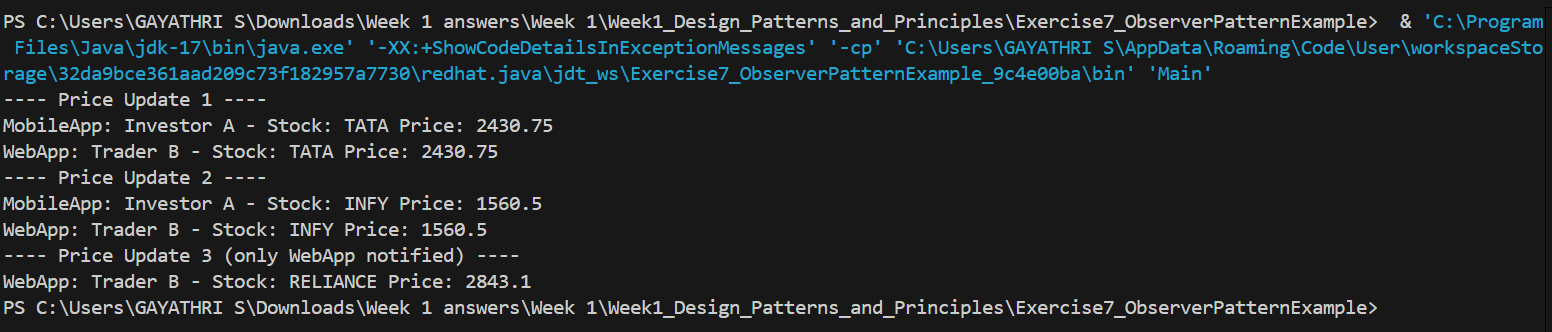 PS C:\Users\GAYATHRI S\Downloads\Week 1 answers\Week 1\Week1_Design_Patterns_and_Principles\Exercise7_ObserverPatternExample>  & 'C:\Program
 Files\Java\jdk-17\bin\java.exe' '-XX:+ShowCodeDetailsInExceptionMessages' '-cp' 'C:\Users\GAYATHRI S\AppData\Roaming\Code\User\workspaceSto
rage\32da9bce361aad209c73f182957a7730\redhat.java\jdt_ws\Exercise7_ObserverPatternExample_9c4e00ba\bin' 'Main'
---- Price Update 1 ----
MobileApp: Investor A - Stock: TATA Price: 2430.75
WebApp: Trader B - Stock: TATA Price: 2430.75
---- Price Update 2 ----
MobileApp: Investor A - Stock: INFY Price: 1560.5
WebApp: Trader B - Stock: INFY Price: 1560.5
---- Price Update 3 (only WebApp notified) ----
WebApp: Trader B - Stock: RELIANCE Price: 2843.1
PS C:\Users\GAYATHRI S\Downloads\Week 1 answers\Week 1\Week1_Design_Patterns_and_Principles\Exercise7_ObserverPatternExample>